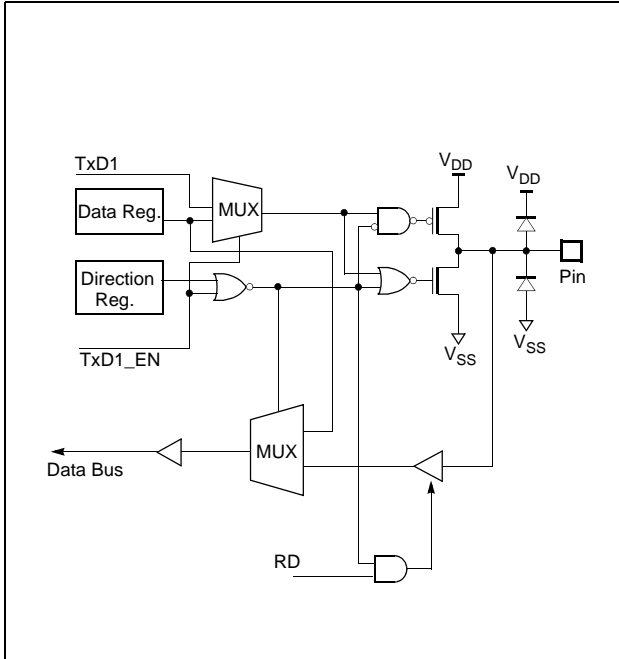 TxD1
Data Reg.
MUX
Direction
Reg.
TxD1_EN
VDD
VDD
Pin
VSS
VSS
MUX
Data Bus
RD